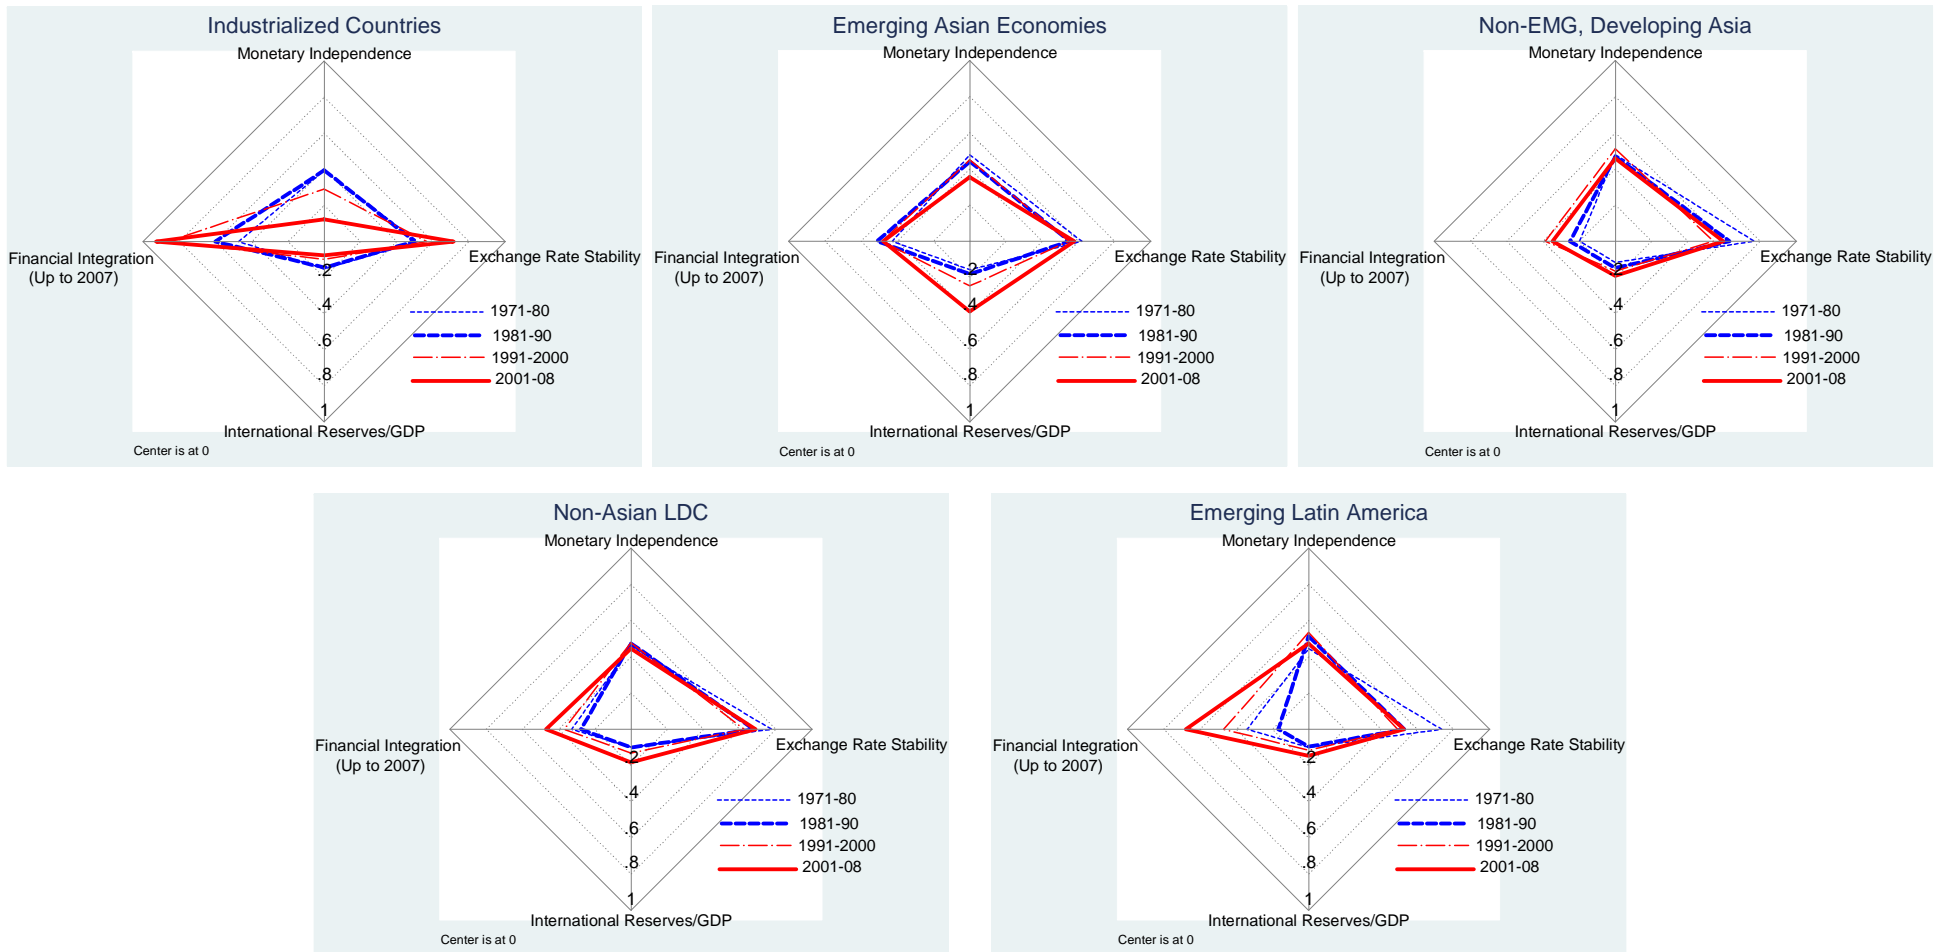 Industrialized Countries
Monetary Independence
Financial Integration
(Up to 2007)
Exchange Rate Stability
.2
.4
.6
.8
1
1971-80
1981-90
1991-2000
2001-08
International Reserves/GDP
Center is at 0
Emerging Asian Economies
Monetary Independence
Financial Integration
(Up to 2007)
Exchange Rate Stability
.2
.4
.6
.8
1
1971-80
1981-90
1991-2000
2001-08
International Reserves/GDP
Center is at 0
Non-EMG, Developing Asia
Monetary Independence
Financial Integration
(Up to 2007)
Exchange Rate Stability
.2
.4
.6
.8
1
1971-80
1981-90
1991-2000
2001-08
International Reserves/GDP
Center is at 0
Non-Asian LDC
Monetary Independence
Financial Integration
(Up to 2007)
Exchange Rate Stability
.2
.4
.6
.8
1
1971-80
1981-90
1991-2000
2001-08
International Reserves/GDP
Center is at 0
Emerging Latin America
Monetary Independence
Financial Integration
(Up to 2007)
Exchange Rate Stability
.2
.4
.6
.8
1
1971-80
1981-90
1991-2000
2001-08
International Reserves/GDP
Center is at 0